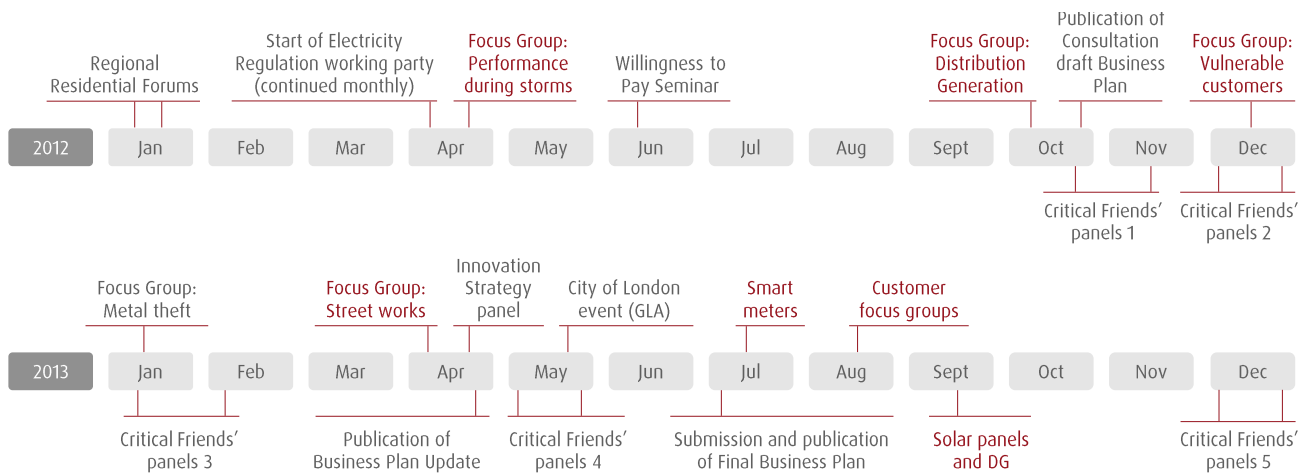 Regional
Residential Forums
Start of Electricity
Regulation working party
(continued monthly)
Focus Group:
Performance
during storms
Willingness to
Pay Seminar
Focus Group:
Distribution
Generation
Publication of
Consultation
draft Business
Plan
Focus Group:
Vulnerable
customers
2012 Jan Feb Mar Apr May Jun Jul Aug Sept Oct Nov Dec
Critical Friends’
panels 1
Critical Friends’
panels 2
Focus Group:
Metal theft
Focus Group:
Street works
Innovation
Strategy
panel
City of London
event (GLA)
Smart
meters
Customer
focus groups
2013 Jan Feb Mar Apr May Jun Jul Aug Sept Oct Nov Dec
Critical Friends’
panels 3
Publication of
Business Plan Update
Critical Friends’
panels 4
Submission and publication
of Final Business Plan
Solar panels
and DG
Critical Friends’
panels 5